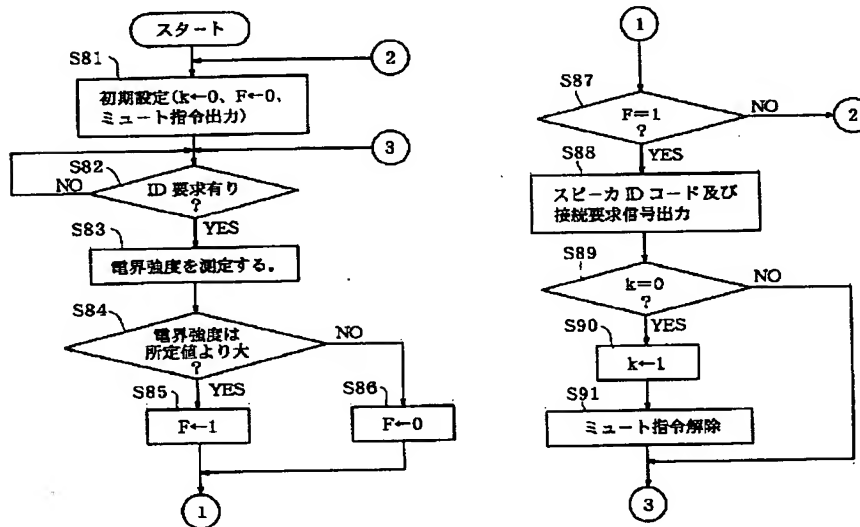 スタート
S81
2
初期設定(k←0、F←0、
ミュート指令出力)
3
S82
NO
ID要求有り
?
YES
S83
電界強度を測定する。
S84
電界強度は
所定値より大
?
NO
YES
S85
F←1
S86
F←0
1
1
S87
F=1
?
NO
2
YES
S88
スピーカIDコード及び
接続要求信号出力
S89
k=0
?
NO
YES
S90
k←1
S91
ミュート指令解除
3